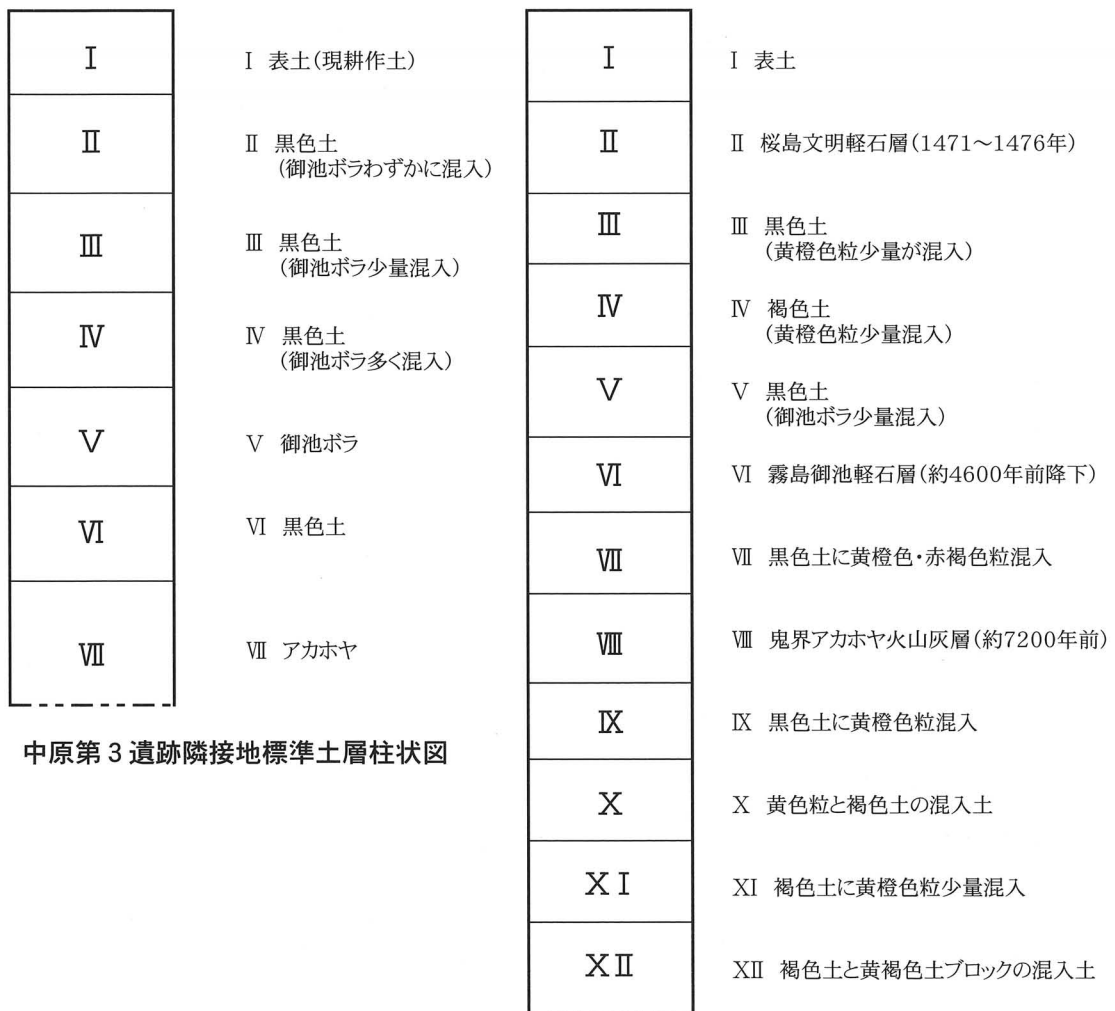 Ⅰ
Ⅰ 表土(現耕作土)
Ⅱ
Ⅱ 黒色土
(御池ボラわずかに混入)
Ⅲ
Ⅲ 黒色土
(御池ボラ少量混入)
Ⅳ
Ⅳ 黒色土
(御池ボラ多く混入)
Ⅴ
Ⅴ 御池ボラ
Ⅵ
Ⅵ 黒色土
Ⅶ
Ⅶ アカホヤ
中原第3遺跡隣接地標準土層柱状図
Ⅰ
Ⅰ 表土
Ⅱ
Ⅱ 桜島文明軽石層(1471～1476年)
Ⅲ
Ⅲ 黒色土
(黄橙色粒少量が混入)
Ⅳ
Ⅳ 褐色土
(黄橙色粒少量混入)
Ⅴ
Ⅴ 黒色土
(御池ボラ少量混入)
Ⅵ
Ⅵ 霧島御池軽石層(約4600年前降下)
Ⅶ
Ⅶ 黒色土に黄橙色・赤褐色粒混入
Ⅷ
Ⅷ 鬼界アカホヤ火山灰層(約7200年前)
Ⅸ
Ⅸ 黒色土に黄橙色粒混入
Ⅹ
Ⅹ 黄色粒と褐色土の混入土
ⅩⅠ
ⅩⅠ 褐色土に黄橙色粒少量混入
ⅩⅡ
ⅩⅡ 褐色土と黄褐色土ブロックの混入土